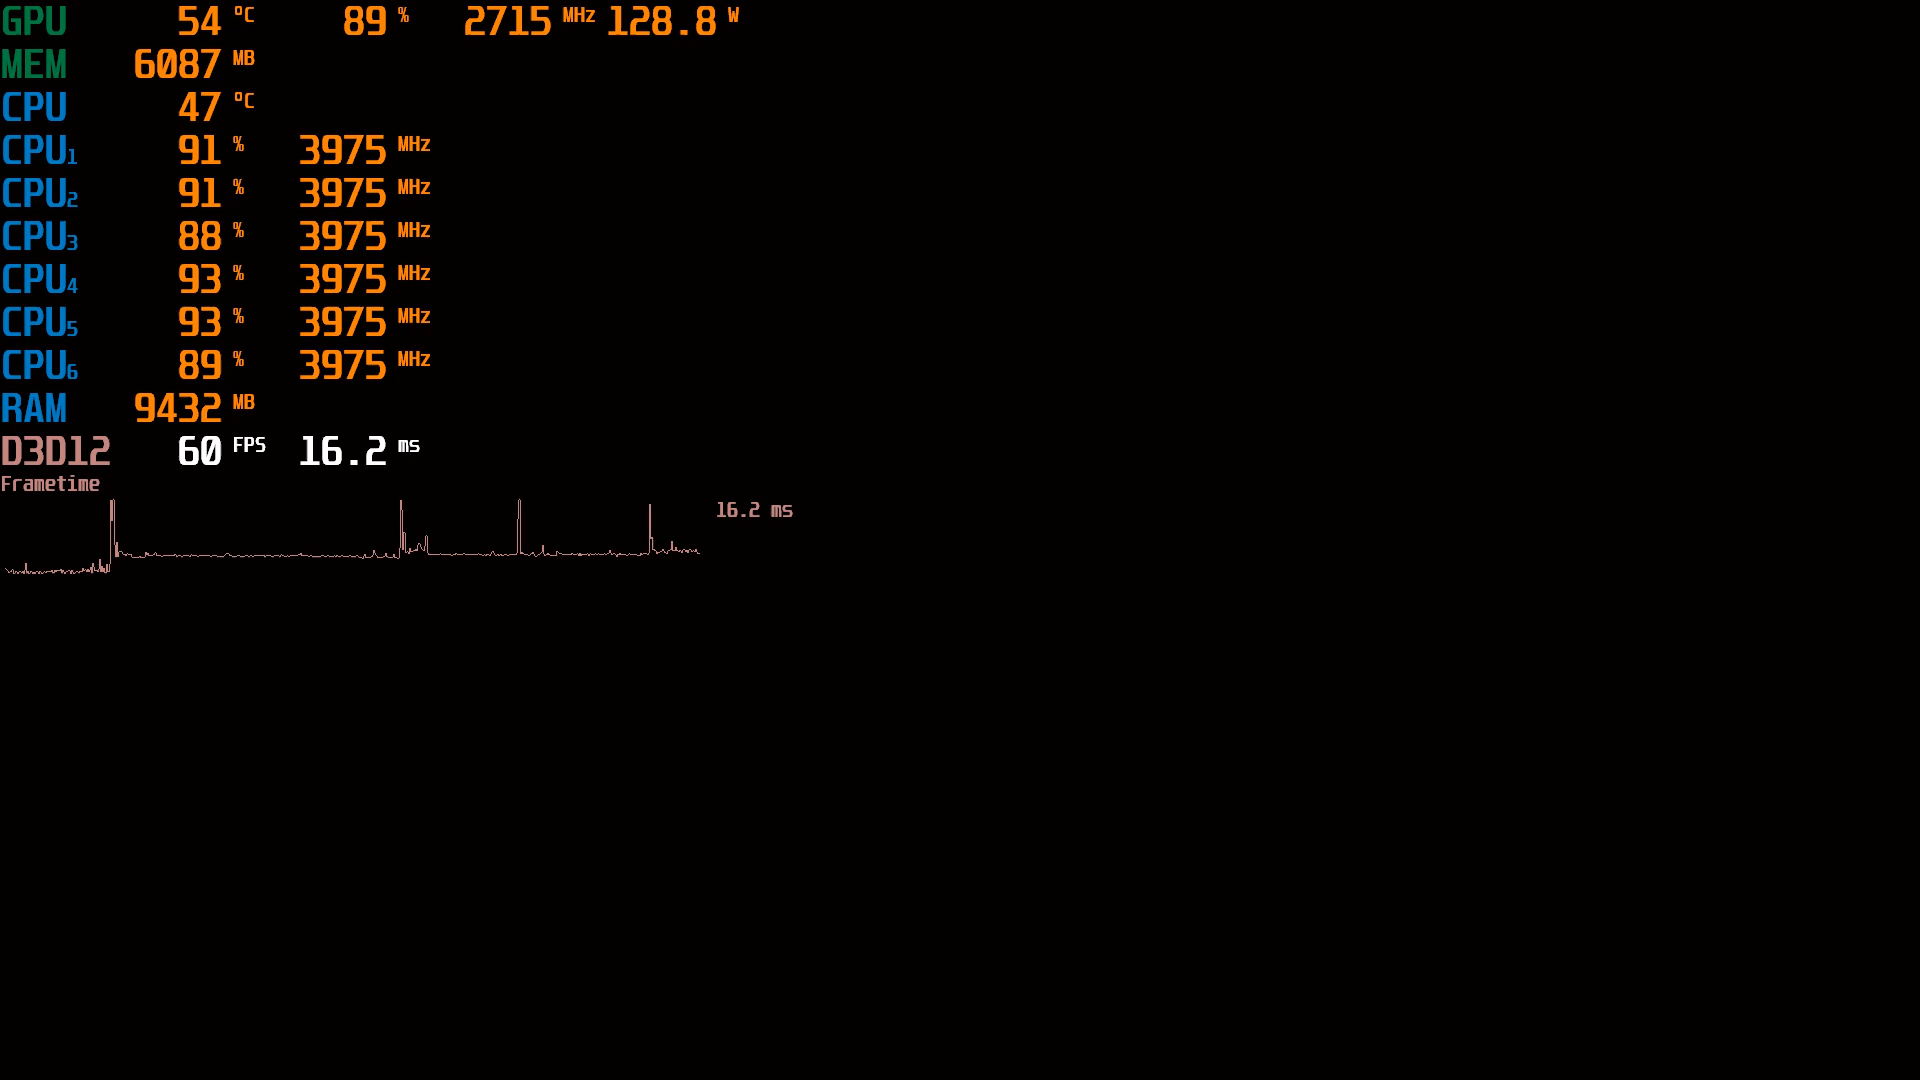 GPU 54 °C 89 % 2715 MHz 128.8 W
MEM 6087 MB
CPU 47 °C
CPU1 91 % 3975 MHz
CPU2 91 % 3975 MHz
CPU3 88 % 3975 MHz
CPU4 93 % 3975 MHz
CPU5 93 % 3975 MHz
CPU6 89 % 3975 MHz
RAM 9432 MB
D3D12 60 FPS 16.2 ms
Frametime
16.2 ms